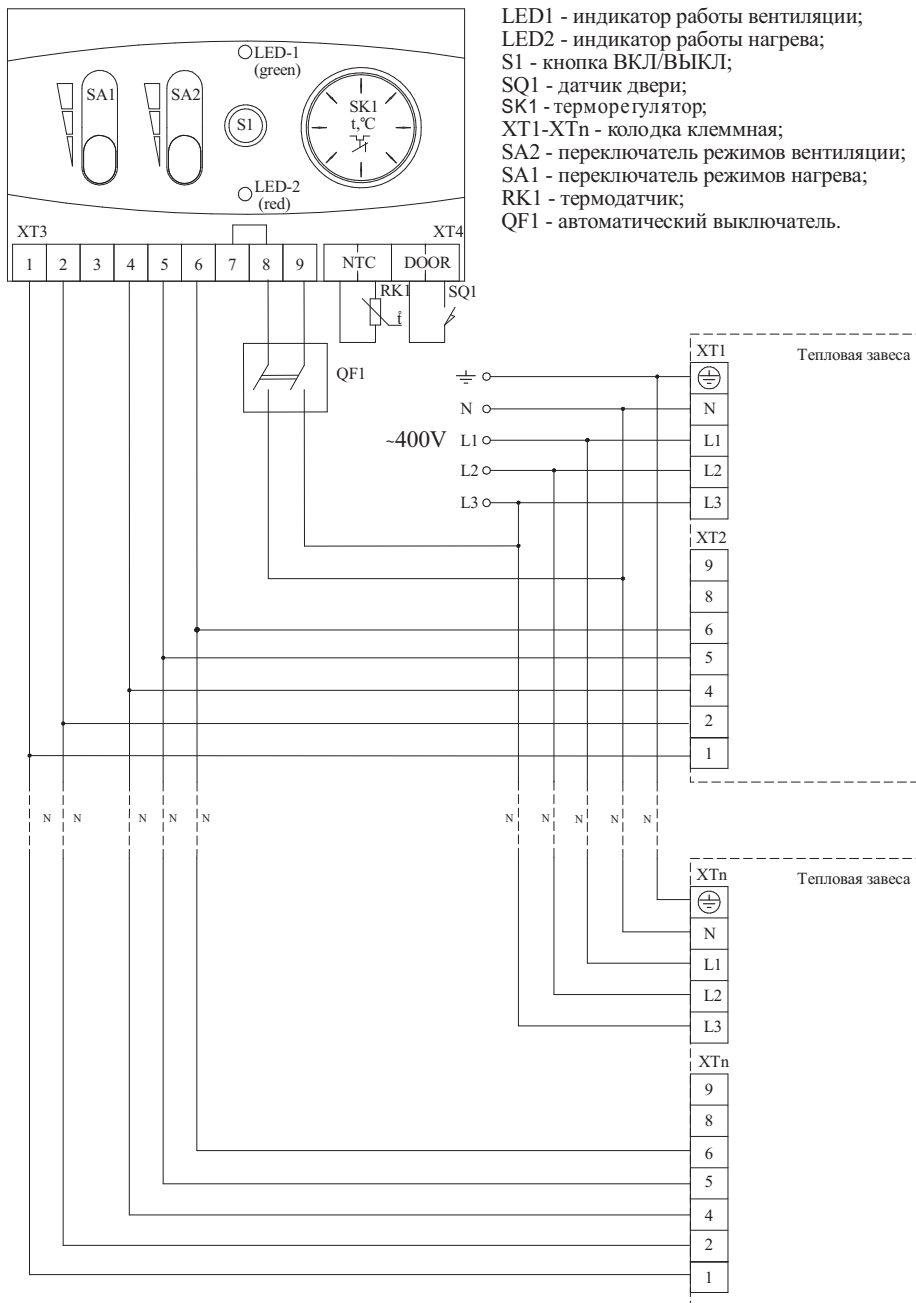 LED1 - индикатор работы вентиляции;
LED2 - индикатор работы нагрева;
S1 - кнопка ВКЛ/ВЫКЛ;
SQ1 - датчик двери;
SK1 - терморегулятор;
XT1-XTn - колодка клеммная;
SA2 - переключатель режимов вентиляции;
SA1 - переключатель режимов нагрева;
RK1 - термодатчик;
QF1 - автоматический выключатель.
LED-1
(green)
SA1
SA2
S1
SK1
t,°C
LED-2
(red)
XT3
XT4
1 2 3 4 5 6 7 8 9
NTC DOOR
RK1
SQ1
t°
QF1
XT1
Тепловая завеса
N
N
~400V
L1
L1
L2
L2
L3
L3
XT2
9
8
6
5
4
2
1
N N N N N N N N N N
XTn
Тепловая завеса
N
L1
L2
L3
XTn
9
8
6
5
4
2
1